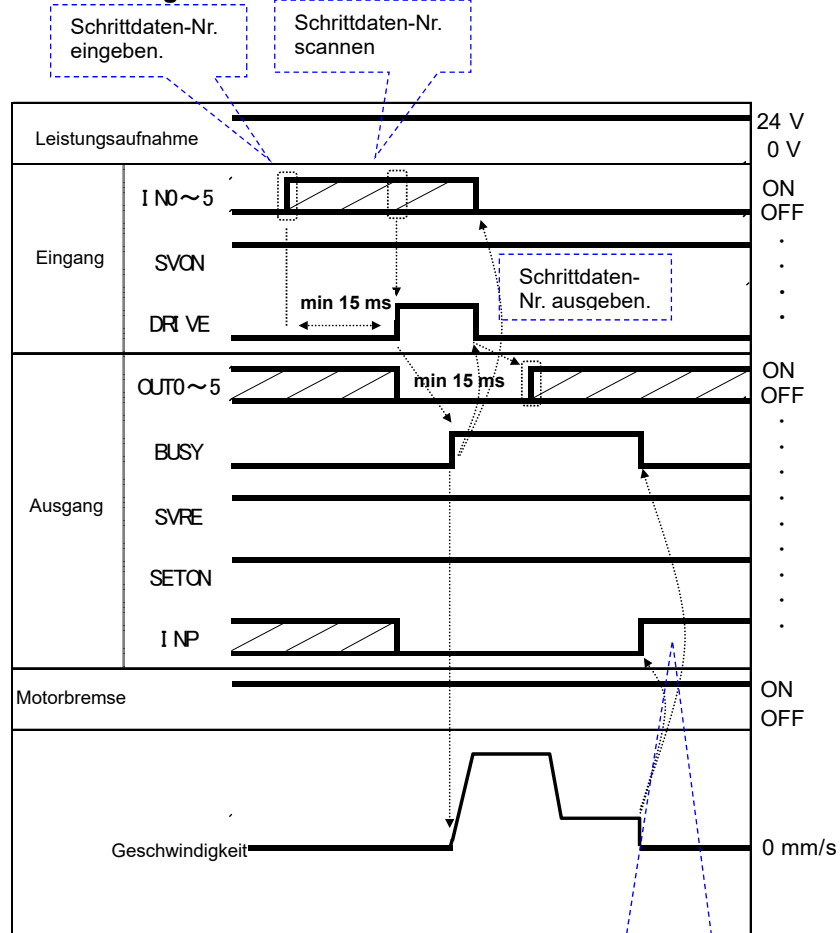 Schrittdaten-Nr.
eingeben.
Schrittdaten-Nr.
scannen
Leistungsaufnahme
24 V
0 V
Eingang
IN0～5
ON
OFF
SVON
Schrittdaten-
Nr. ausgeben.
min 15 ms
DRIVE
Ausgang
OUT0～5
min 15 ms
ON
OFF
BUSY
SVRE
SETON
INP
Motorbremse
ON
OFF
Geschwindigkeit
0 mm/s